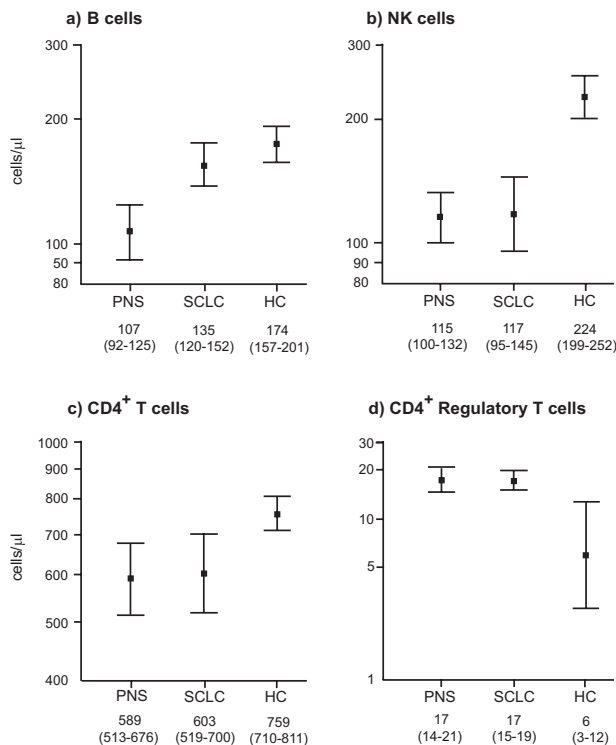 a) B cells
300
200
100
50
80
cells/µl
PNS SCLC HC
107 135 174
(92-125) (120-152) (157-201)
b) NK cells
300
200
100
90
80
PNS SCLC HC
115 117 224
(100-132) (95-145) (199-252)
c) CD4+ T cells
1000
900
800
700
600
500
400
cells/µl
PNS SCLC HC
589 603 759
(513-676) (519-700) (710-811)
d) CD4+ Regulatory T cells
30
20
10
5
1
PNS SCLC HC
17 17 6
(14-21) (15-19) (3-12)